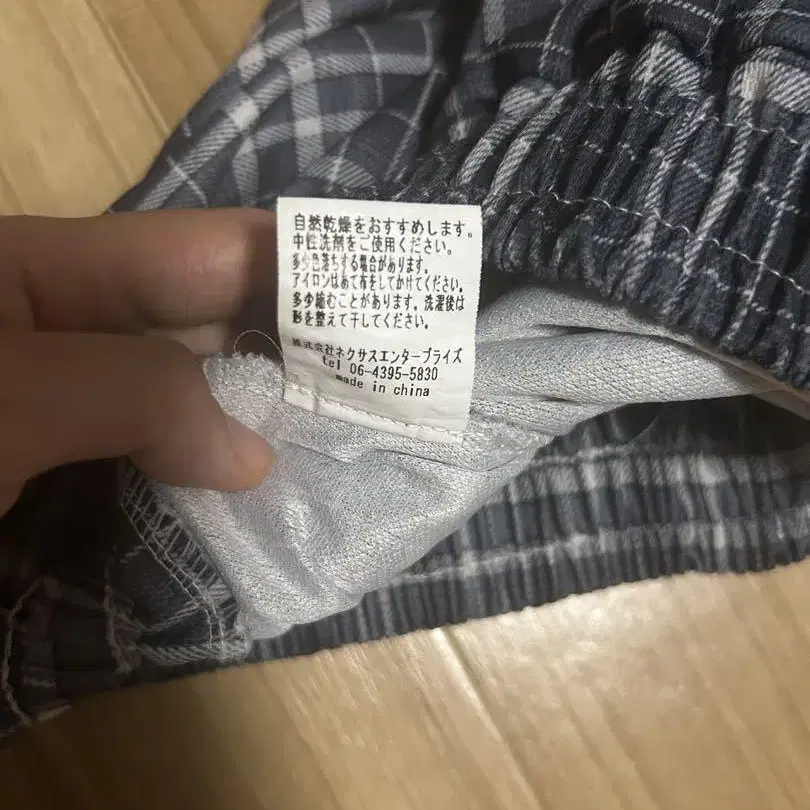 自然乾燥をおすすめします。
中性洗剤をご使用ください。
多少色落ちする場合があります。
アイロンはあて布をしてかけてください。
多少縮むことがあります。洗濯後は
形を整えて干してください。
株式会社ネクサスエンタープライズ
tel 06-4395-5830
made in china